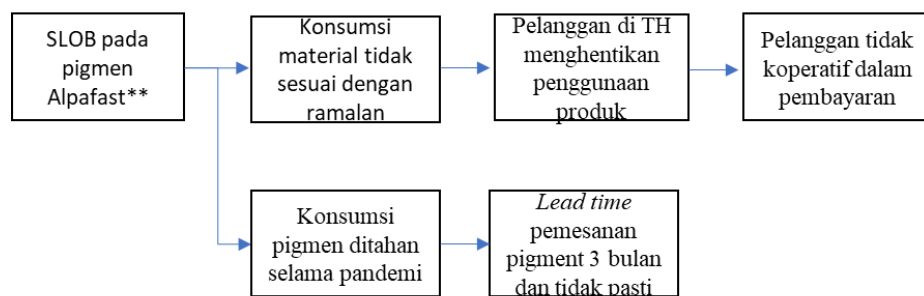 SLOB pada
pigmen
Alpafast**
Konsumsi
material tidak
sesuai dengan
ramalan
Pelanggan di TH
menghentikan
penggunaan
produk
Pelanggan tidak
koperatif dalam
pembayaran
Konsumsi
pigmen ditahan
selama pandemi
Lead time
pemesanan
pigment 3 bulan
dan tidak pasti